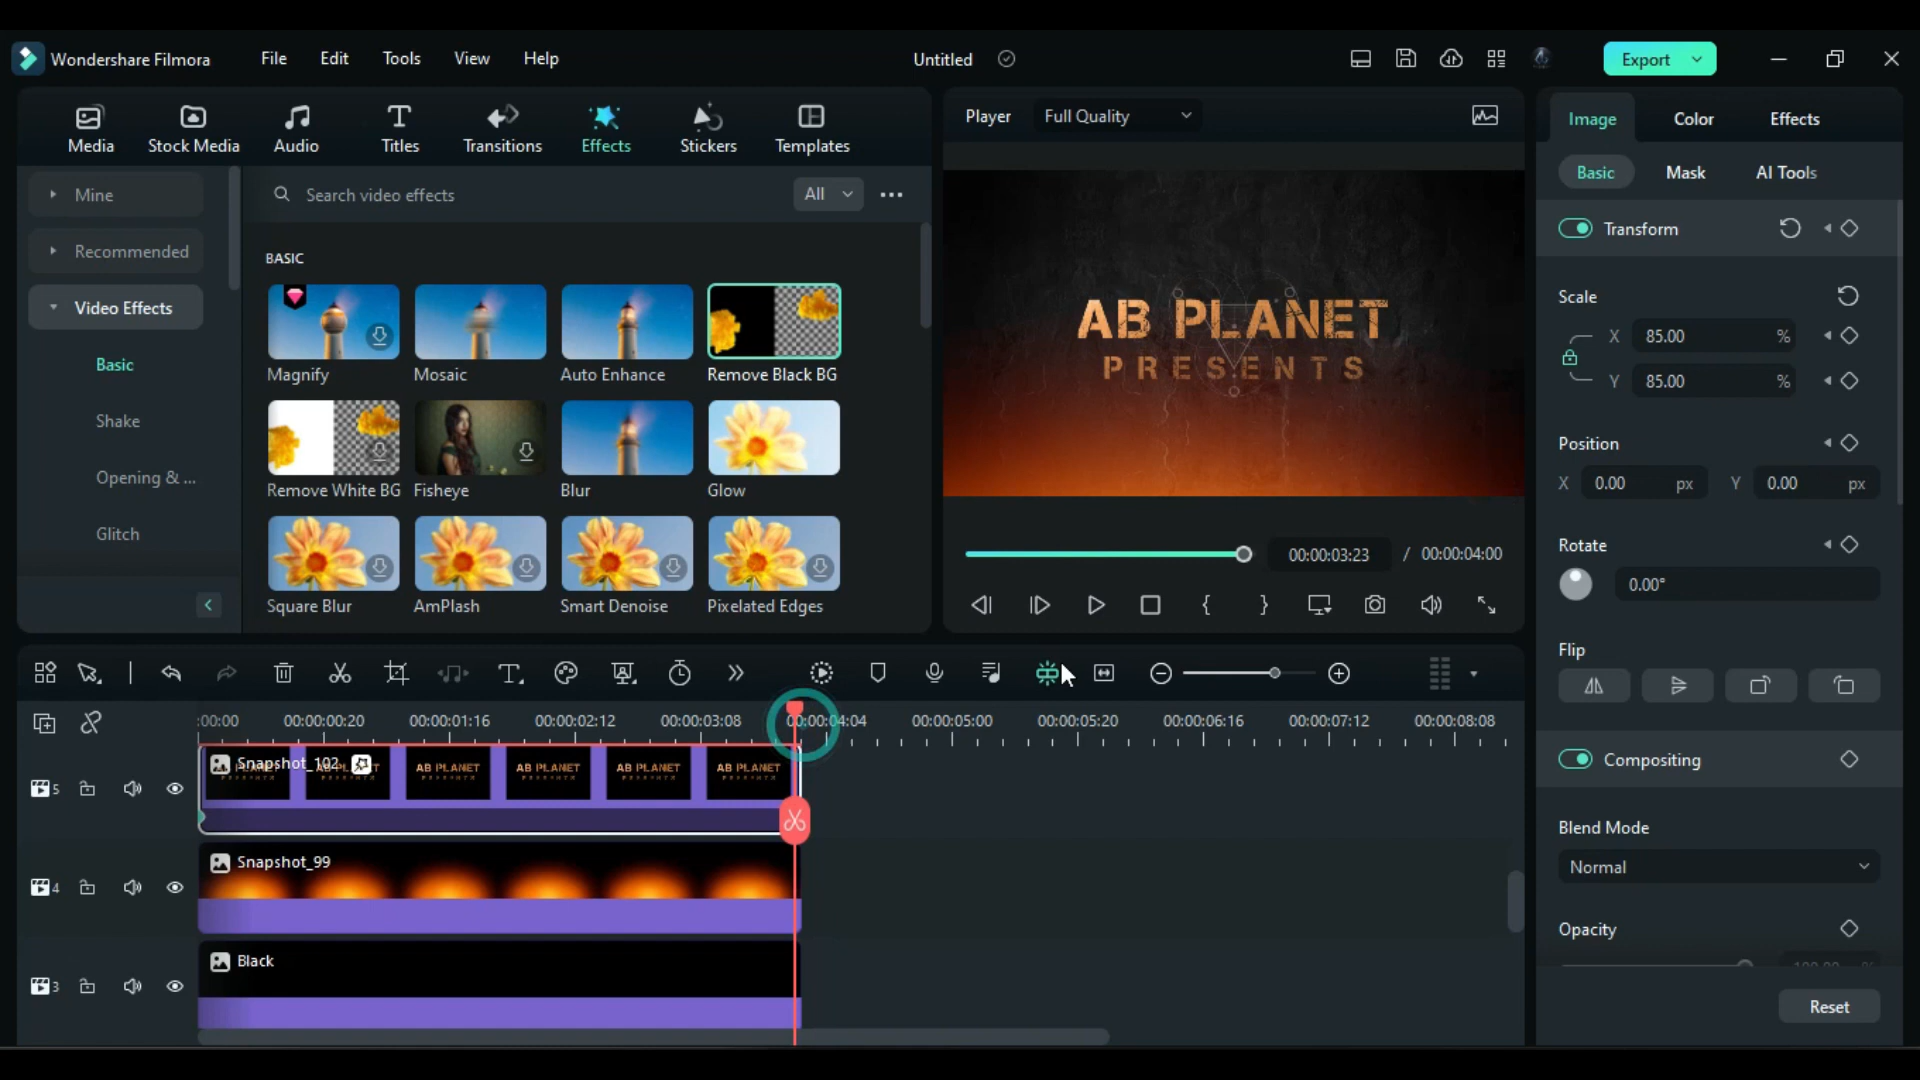 Wondershare Filmora
File
Edit
Tools
View
Help
Untitled
Export
Media
Stock Media
Audio
Titles
Transitions
Effects
Stickers
Templates
Player
Full Quality
Image
Color
Effects
Mine
Recommended
Video Effects
Basic
Shake
Opening & ...
Glitch
Search video effects
All
BASIC
Magnify
Mosaic
Auto Enhance
Remove Black BG
Remove White BG
Fisheye
Blur
Glow
Square Blur
AmPlash
Smart Denoise
Pixelated Edges
AB PLANET
PRESENTS
00:00:03:23 / 00:00:04:00
Basic
Mask
AI Tools
Transform
Scale
X 85.00 %
Y 85.00 %
Position
X 0.00 px Y 0.00 px
Rotate
0.00°
Flip
Compositing
Blend Mode
Normal
Opacity
Reset
:00:00
00:00:00:20
00:00:01:16
00:00:02:12
00:00:03:08
00:00:04:04
00:00:05:00
00:00:05:20
00:00:06:16
00:00:07:12
00:00:08:08
5
Snapshot_102
AB PLANET
AB PLANET
AB PLANET
AB PLANET
4
Snapshot_99
3
Black